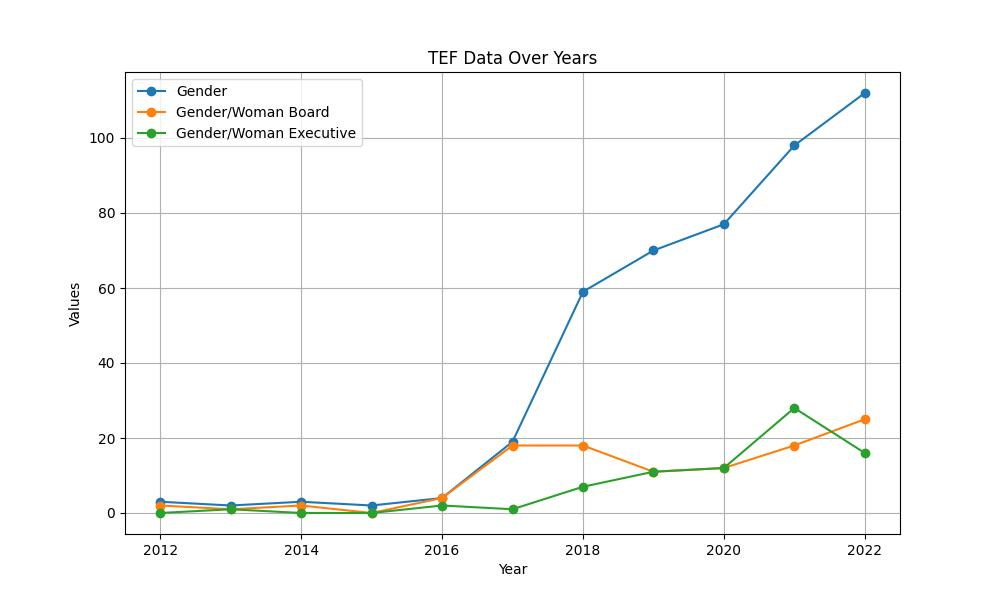 TEF Data Over Years
Gender
Gender/Woman Board
Gender/Woman Executive
100
80
60
40
20
0
Values
2012 2014 2016 2018 2020 2022
Year